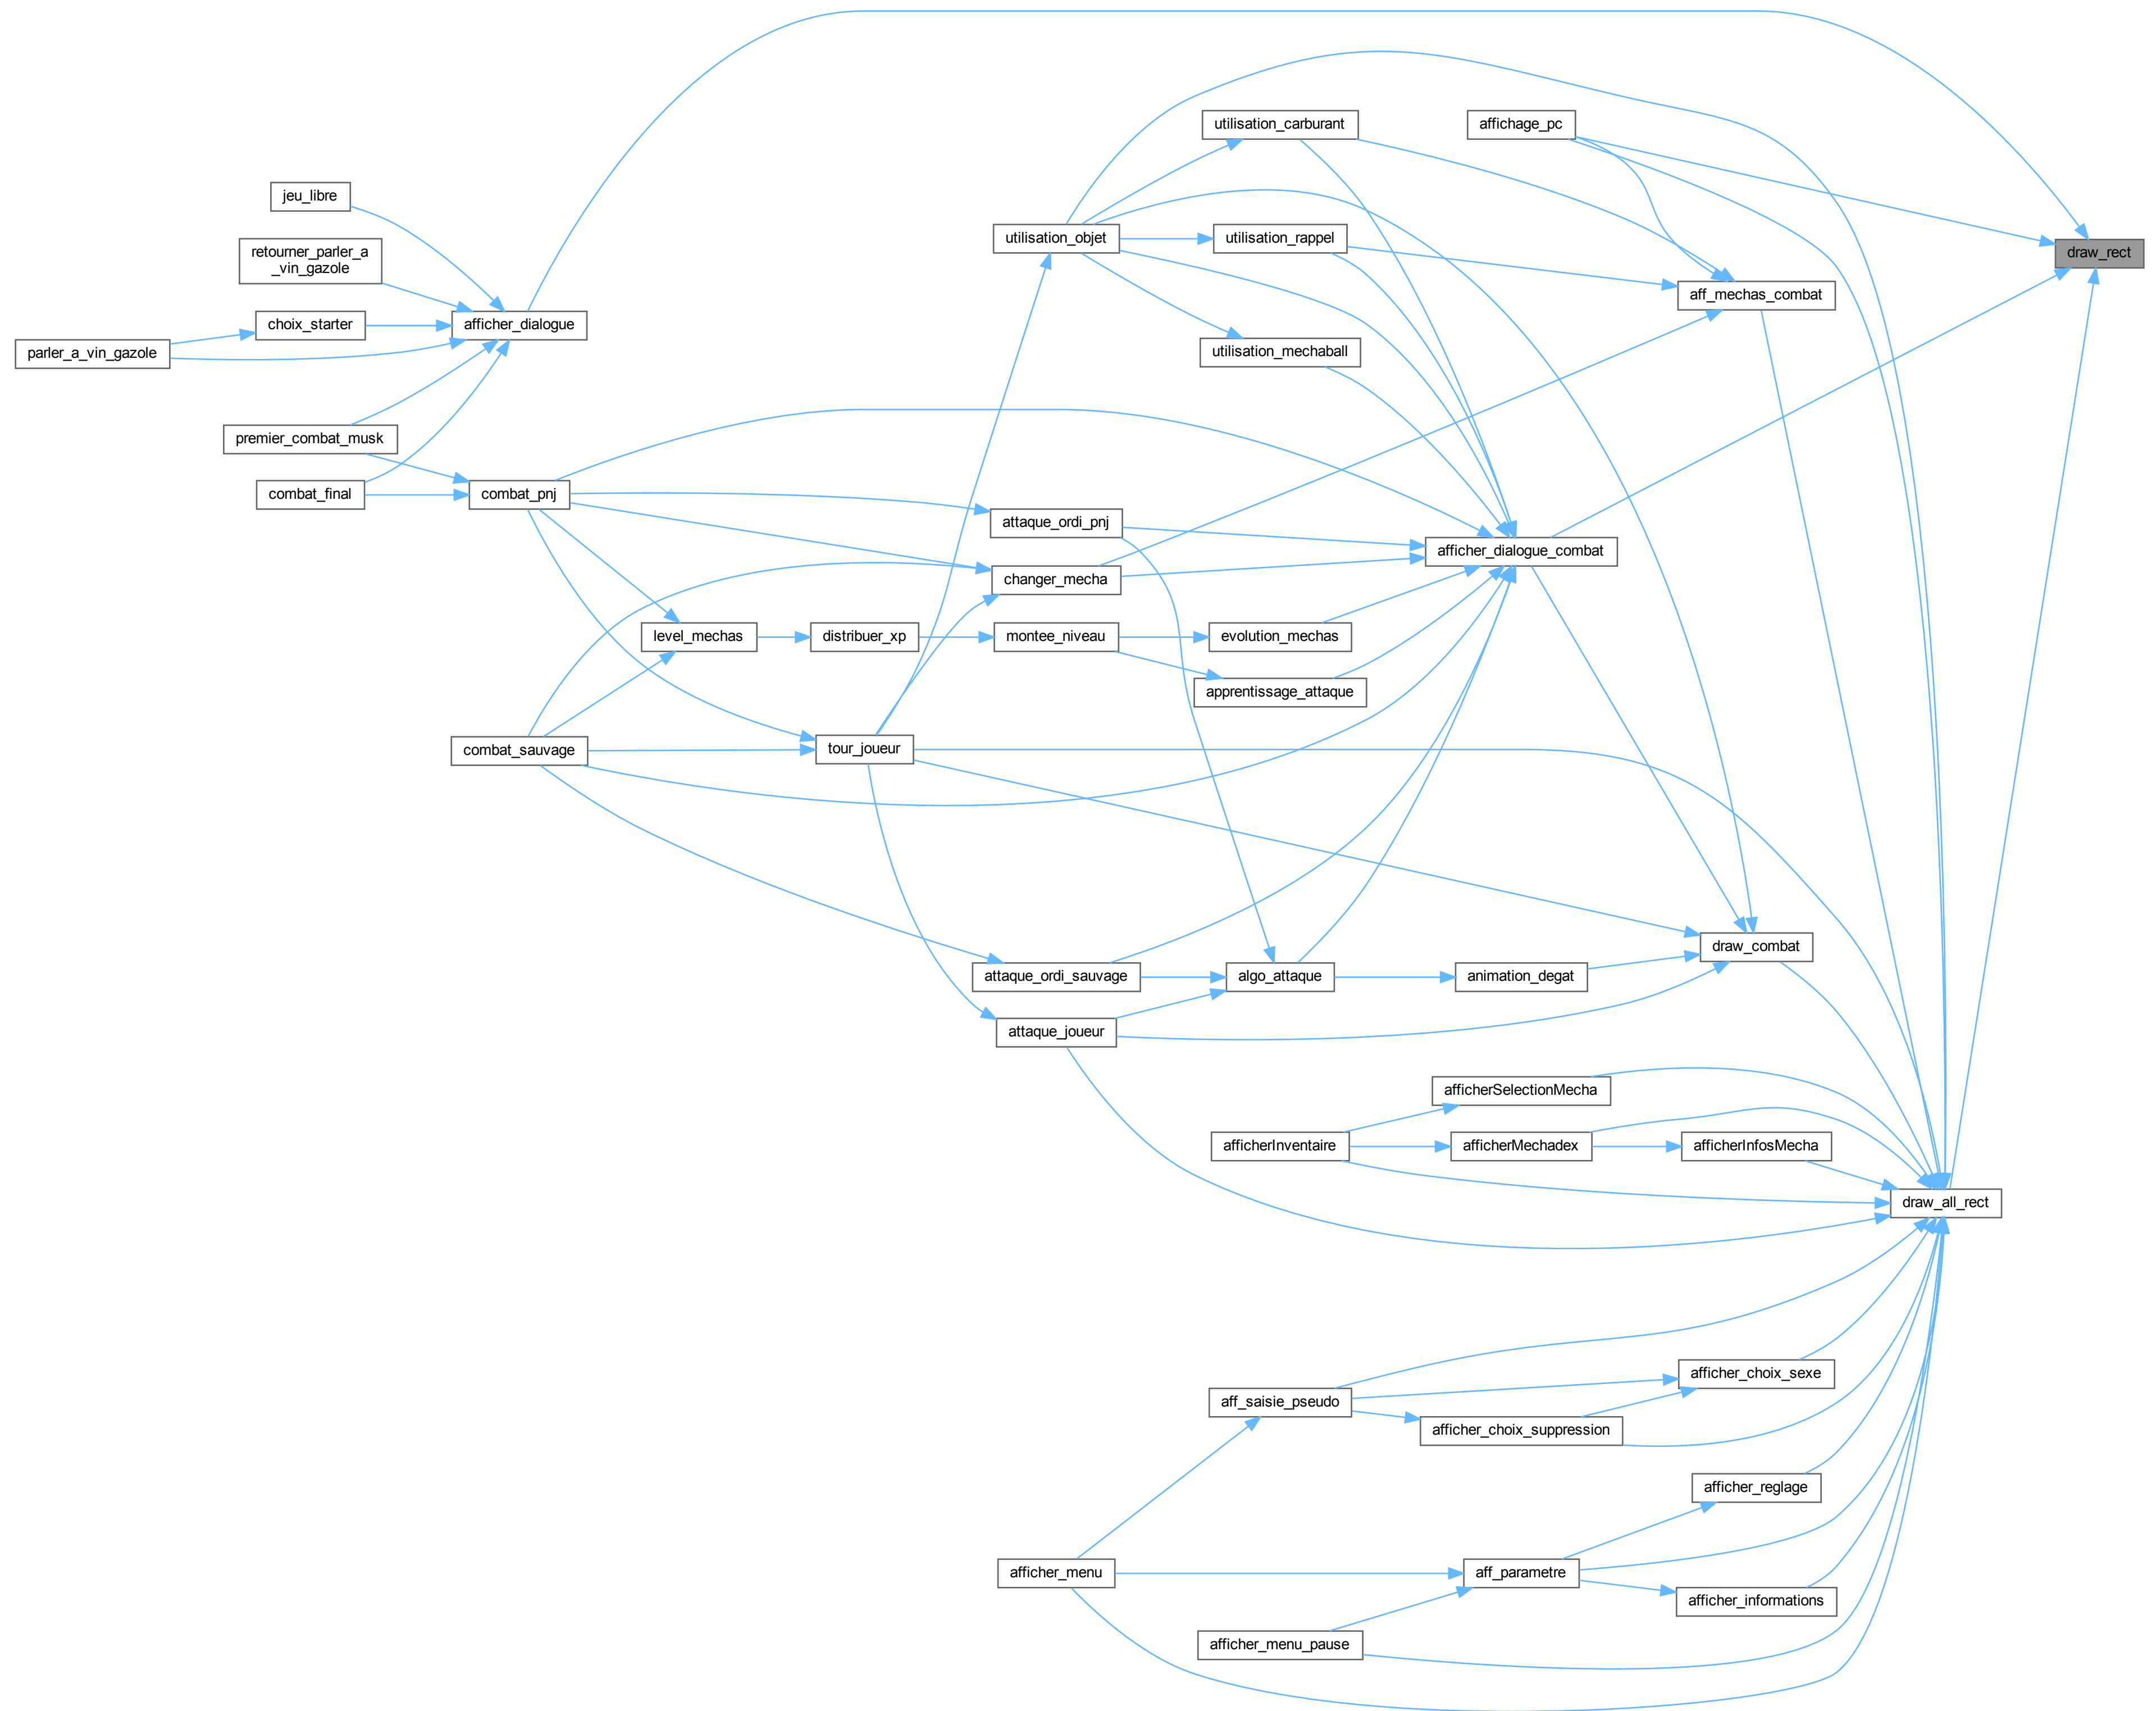 utilisation_carburant
affichage_pc
jeu_libre
utilisation_objet
utilisation_rappel
draw_rect
retourner_parler_a
_vin_gazole
aff_mechas_combat
choix_starter
afficher_dialogue
parler_a_vin_gazole
utilisation_mechaball
premier_combat_musk
combat_final
combat_pnj
attaque_ordi_pnj
afficher_dialogue_combat
changer_mecha
level_mechas
distribuer_xp
montee_niveau
evolution_mechas
apprentissage_attaque
combat_sauvage
tour_joueur
draw_combat
attaque_ordi_sauvage
algo_attaque
animation_degat
attaque_joueur
afficherSelectionMecha
afficherInventaire
afficherMechadex
afficherInfosMecha
draw_all_rect
afficher_choix_sexe
aff_saisie_pseudo
afficher_choix_suppression
afficher_reglage
afficher_menu
aff_parametre
afficher_informations
afficher_menu_pause